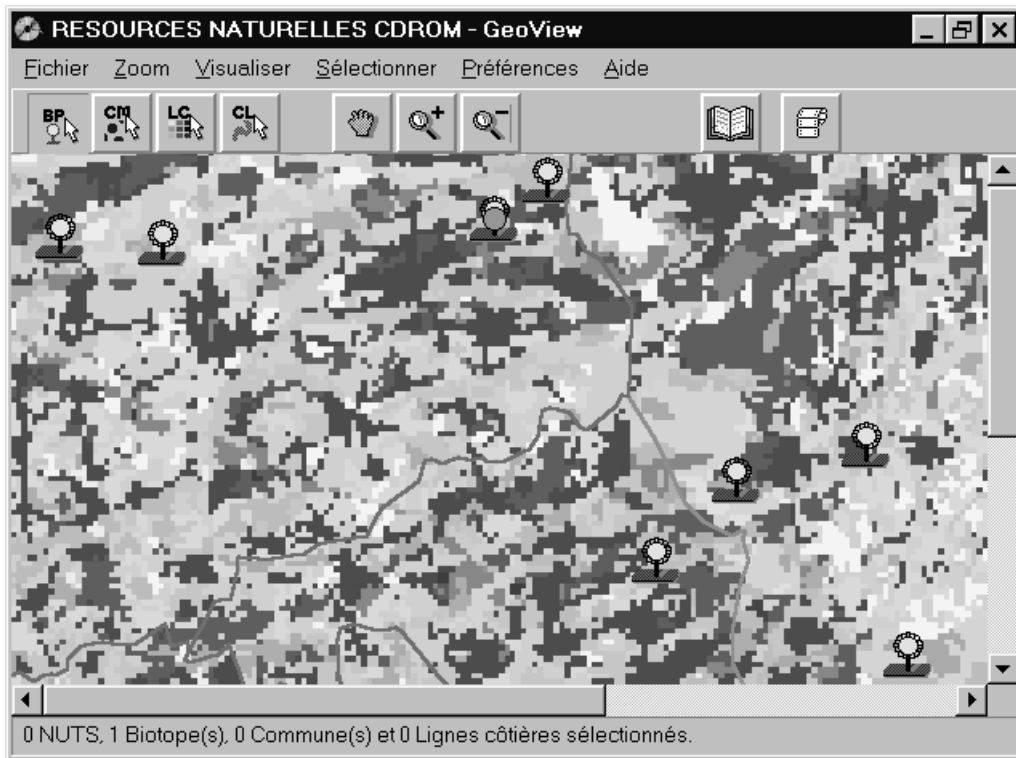 RESOURCES NATURELLES CDROM - GeoView
Fichier Zoom Visualiser Sélectionner Préférences Aide
BP CM LC CL
0 NUTS, 1 Biotope(s), 0 Commune(s) et 0 Lignes côtières sélectionnés.